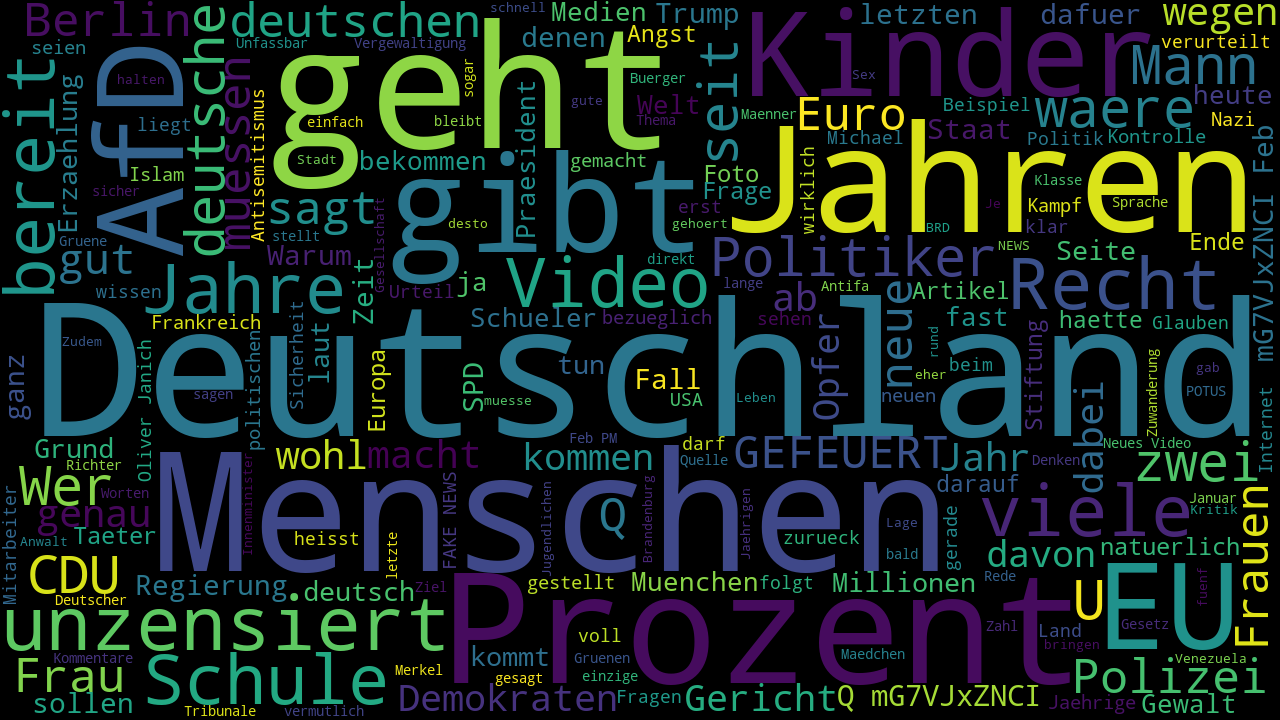 Berlin
deutschen
Medien
Trump
letzten
dafuer
wegen
schnell
seien
Unfassbar
Vergewaltigung
denen
Angst
verurteilt
AfD
deutsche
muessen
geht
Kinder
Mann
halten
sogar
Buerger
seit
Sex
bereit
Erzaehlung
gute
Welt
Euro
Beispiel
waere
heute
liegt
Antisemitismus
einfach
bleibt
Thema
Maenner
Michael
Staat
Politik
Kontrolle
Nazi
Stadt
bekommen
Praesident
gemacht
Jahren
wirklich
Feb
Islam
sicher
gibt
Foto
Frage
Klasse
Sprache
Kampf
Je
sagt
Gesellschaft
desto
erst
gehoert
BRD
klar
Gruene
stellt
gut
Warum
direkt
Politiker
NEWS
Seite
Ende
wissen
Jahre
Zeit
Urteil
ja
Video
lange
Antifa
ab
Artikel
Recht
mG7VJxZNCI
Frankreich
Sicherheit
laut
Schueler
bezueglich
sehen
Opfer
neue
fast
haette
Glauben
Zudem
Deutschland
ganz
Oliver Janich
politischen
Europa
SPD
tun
Fall
rund
eher
beim
Stiftung
Zuwanderung
gab
sagen
muesse
USA
Leben
neuen
dabei
POTUS
Internet
Grund
wohl
macht
Feb PM
darf
GEFEUERT
Jahr
Neues Video
zwei
Richter
kommen
Quelle
Denken
Wer
Worten
Menschen
FAKE NEWS
darauf
viele
Januar
Kritik
Frauen
genau
Innenminister
Jugendlichen
Q
Brandenburg
Jaehrigen
Lage
Mitarbeiter
Anwalt
Taeter
heisst
letzte
zurueck
bald
gerade
davon
natuerlich
CDU
Regierung
deutsch
Ziel
gestellt
Muenchen
folgt
Millionen
Rede
U
EU
fuenf
Deutscher
unzensiert
Prozent
voll
Zahl
Land
Gesetz
bringen
Kommentare
Frau
Schule
Merkel
kommt
gesagt
Gruenen
einzige
Maedchen
Venezuela
Polizei
sollen
Tribunale
vermutlich
Demokraten
Fragen
Gericht
Q mG7VJxZNCI
Jaehrige
Gewalt